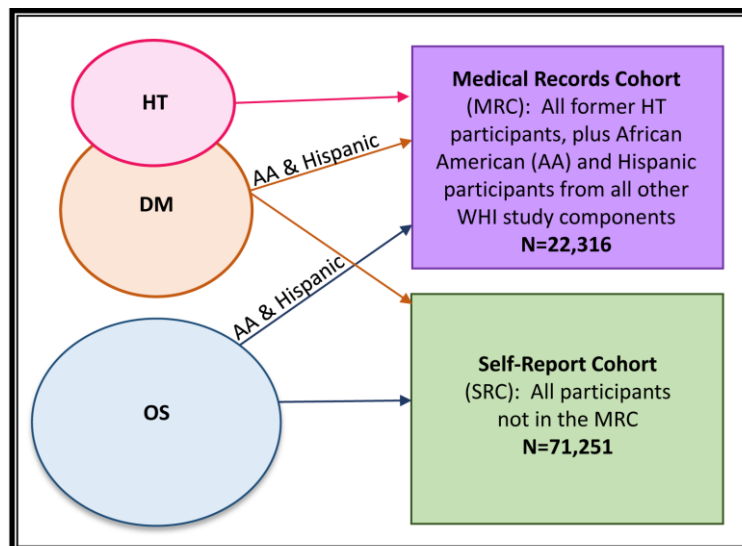 HT
DM
OS
AA & Hispanic
AA & Hispanic
Medical Records Cohort
(MRC): All former HT
participants, plus African
American (AA) and Hispanic
participants from all other
WHI study components
N=22,316
Self-Report Cohort
(SRC): All participants
not in the MRC
N=71,251